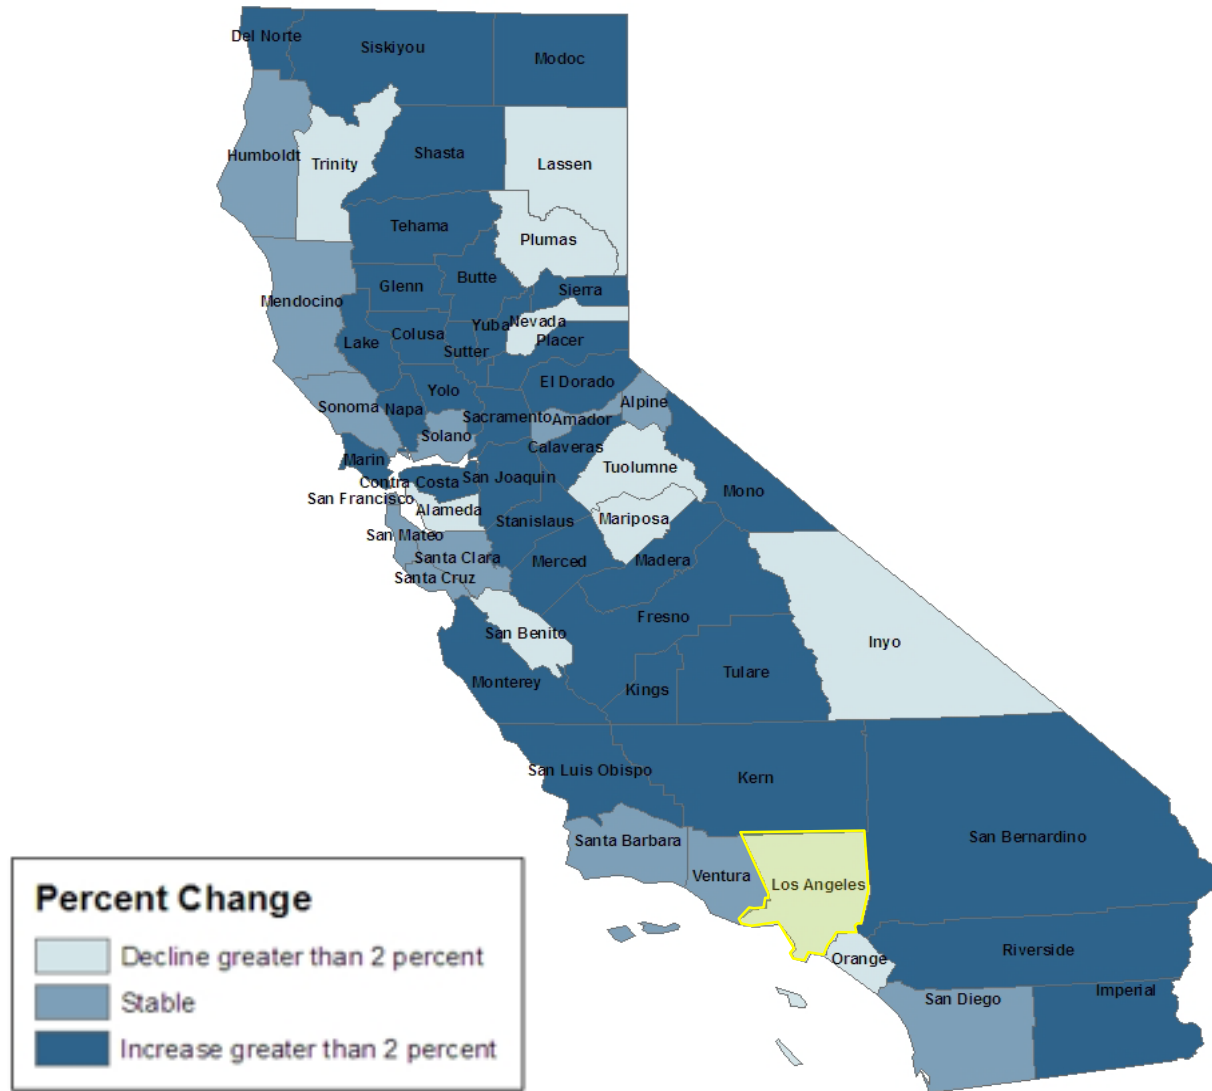 Del Norte
Siskiyou
Modoc
Humboldt
Trinity
Shasta
Lassen
Tehama
Plumas
Glenn
Butte
Sierra
Mendocino
Colusa
Yuba
Nevada
Lake
Sutter
Placer
Sonoma
Napa
Yolo
El Dorado
Alpine
Solano
Sacramento
Amador
Marin
Calaveras
Contra Costa
San Joaquin
Tuolumne
Mono
San Francisco
Alameda
Stanislaus
Mariposa
San Mateo
Santa Clara
Merced
Madera
Santa Cruz
Fresno
San Benito
Inyo
Monterey
Kings
Tulare
San Luis Obispo
Kern
Santa Barbara
San Bernardino
Ventura
Los Angeles
Orange
Riverside
San Diego
Imperial
Percent Change
Decline greater than 2 percent
Stable
Increase greater than 2 percent